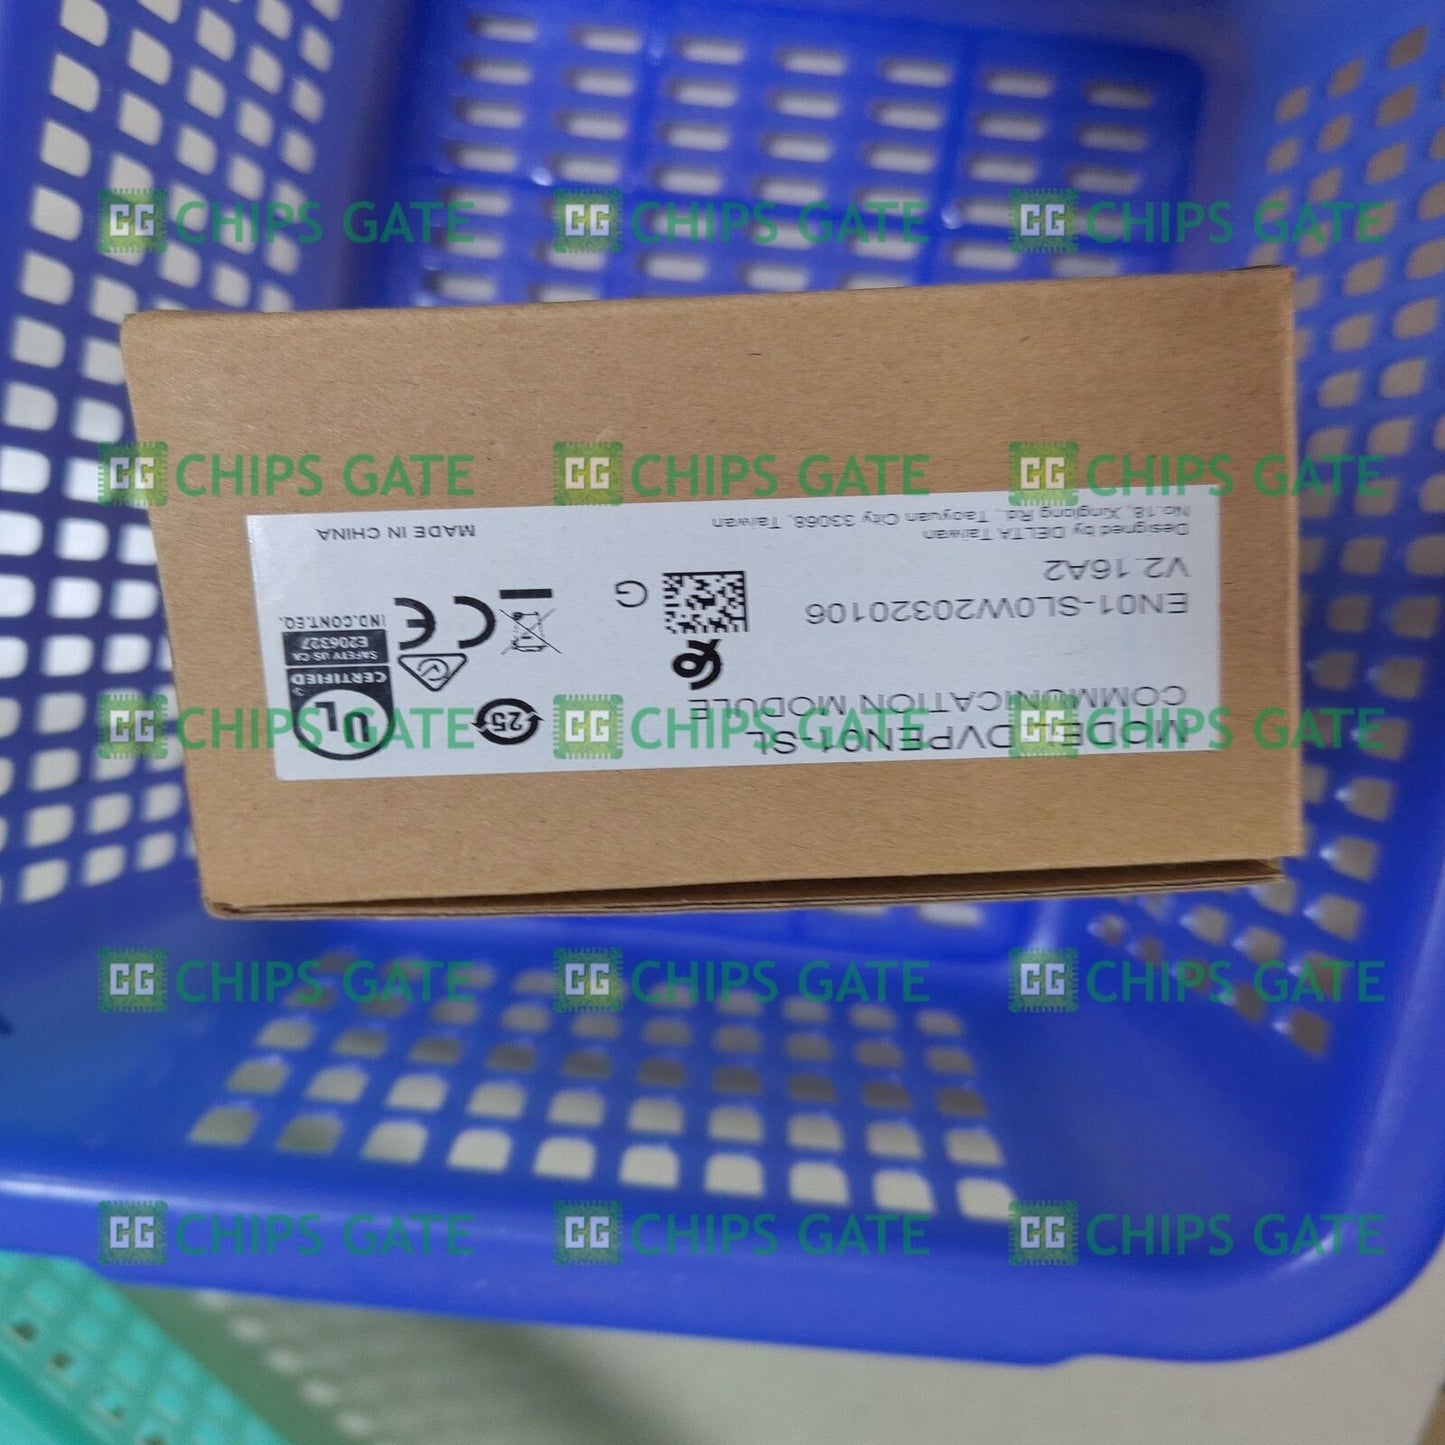 MODEL DVPEN01-SL
COMMUNICATION MODULE
EN01-SL0W20320106
V2.16A2
Designed by DELTA Taiwan
No.18, Xinglong Rd., Taoyuan City 33068, Taiwan
G
25
UL
CERTIFIED
SAFETY US-CA
E206327
IND.CONT.EQ.
CE
MADE IN CHINA
CG CHIPS GATE CG CHIPS GATE CG CHIPS GATE
CG CHIPS GATE CG CHIPS GATE CG CHIPS GATE
CG CHIPS GATE CG CHIPS GATE CG CHIPS GATE
CG CHIPS GATE CG CHIPS GATE CG CHIPS GATE
CG CHIPS GATE CG CHIPS GATE CG CHIPS GATE